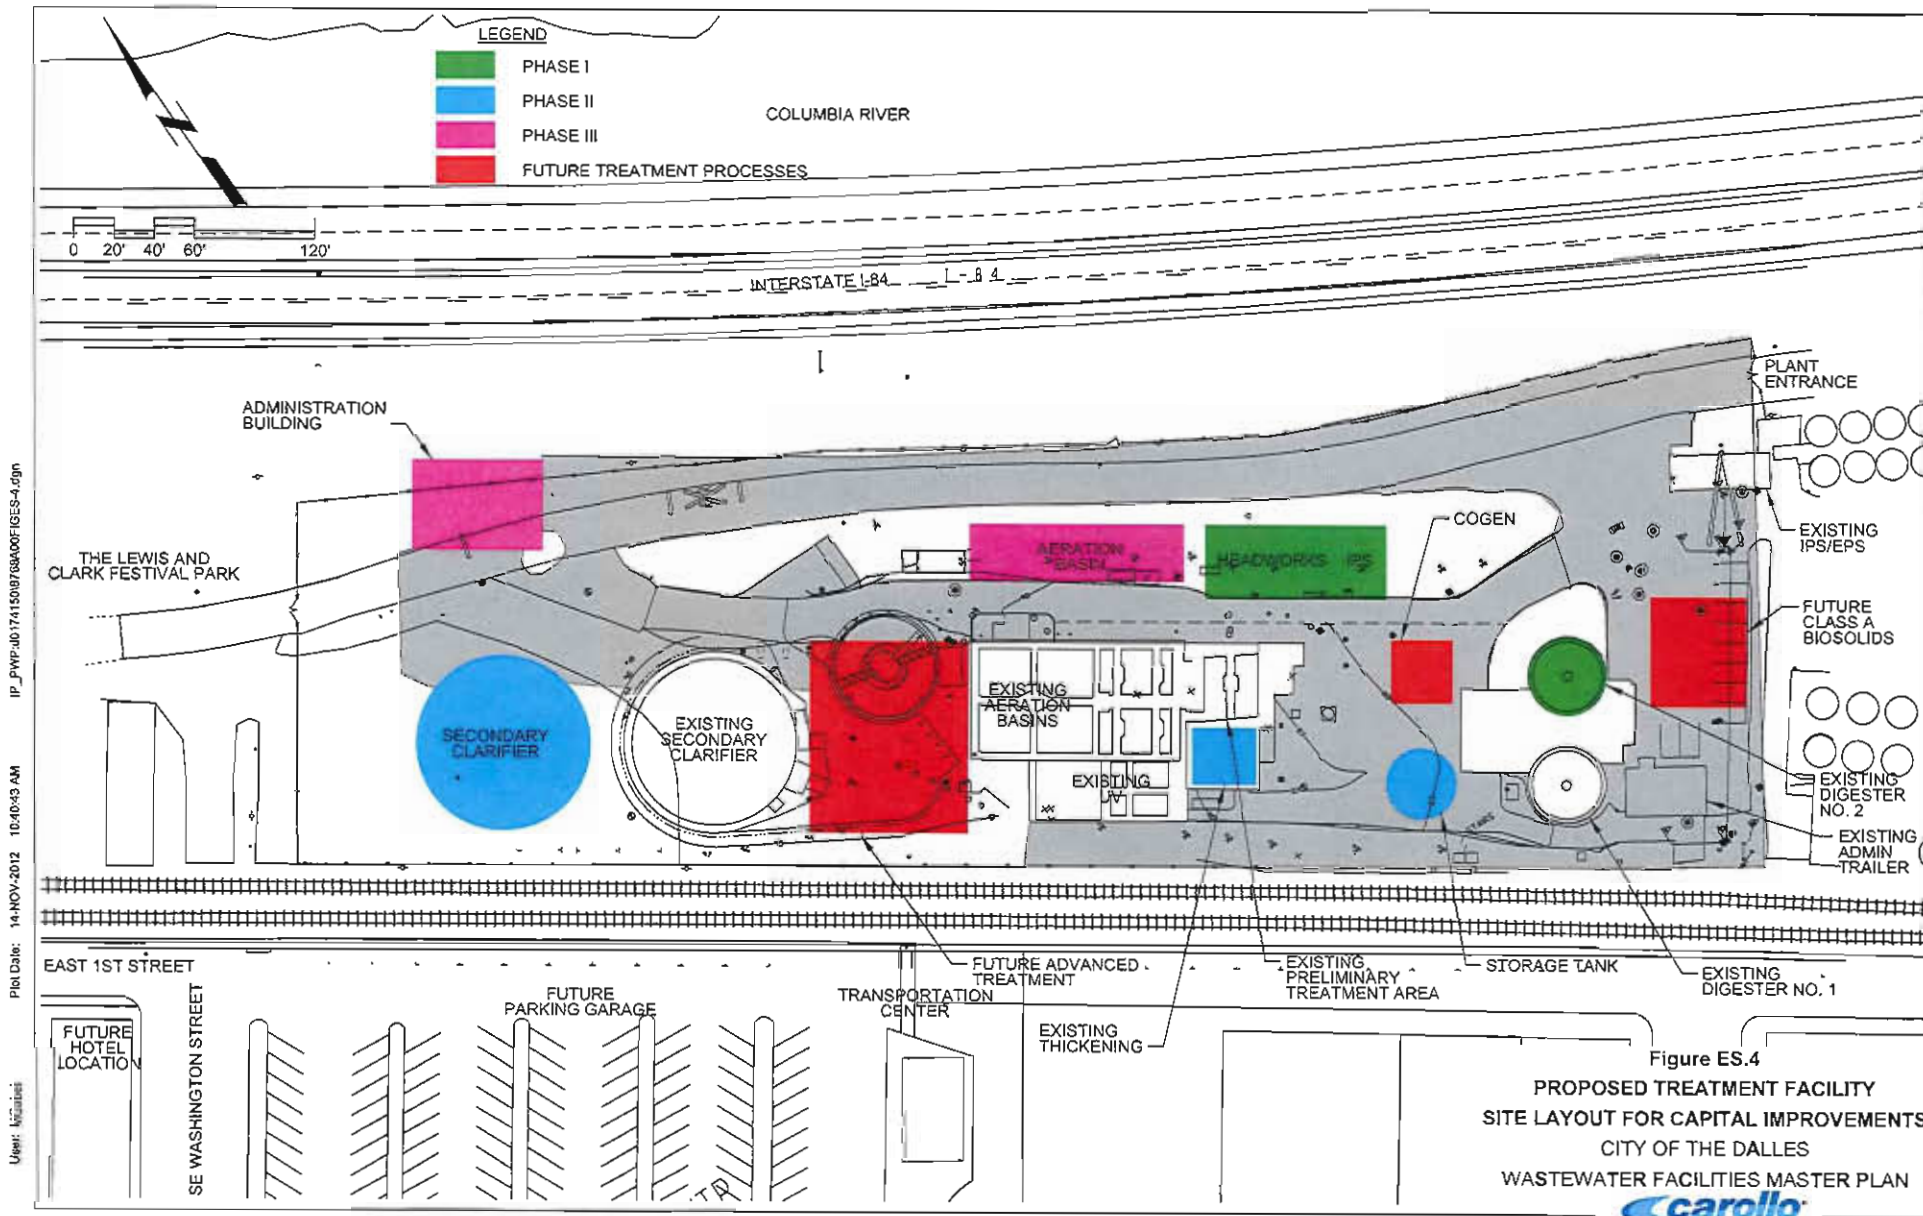 LEGEND
PHASE I
PHASE II
PHASE III
FUTURE TREATMENT PROCESSES
COLUMBIA RIVER
0 20' 40' 60' 120'
INTERSTATE I-84
I-84
PLANT
ENTRANCE
ADMINISTRATION
BUILDING
THE LEWIS AND
CLARK FESTIVAL PARK
AERATION
BASIN
HEADWORKS IPS
COGEN
EXISTING
IPS/EPS
FUTURE
CLASS A
BIOSOLIDS
SECONDARY
CLARIFIER
EXISTING
SECONDARY
CLARIFIER
EXISTING
AERATION
BASINS
EXISTING
EXISTING
DIGESTER
NO. 2
EXISTING
ADMIN
TRAILER
EAST 1ST STREET
FUTURE ADVANCED
TREATMENT
EXISTING
PRELIMINARY
TREATMENT AREA
STORAGE TANK
EXISTING
DIGESTER NO. 1
FUTURE
PARKING GARAGE
TRANSPORTATION
CENTER
EXISTING
THICKENING
FUTURE
HOTEL
LOCATION
SE WASHINGTON STREET
Figure ES.4
PROPOSED TREATMENT FACILITY
SITE LAYOUT FOR CAPITAL IMPROVEMENTS
CITY OF THE DALLES
WASTEWATER FACILITIES MASTER PLAN
carollo
Plot Date: 14-NOV-2012 10:40:43 AM
User: